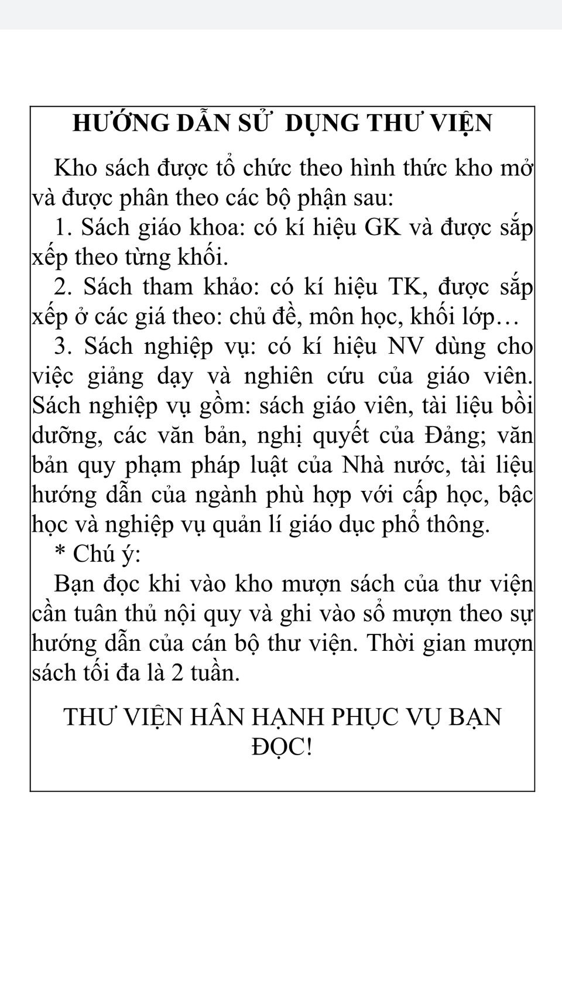 HƯỚNG DẪN SỬ DỤNG THƯ VIỆN
Kho sách được tổ chức theo hình thức kho mở
và được phân theo các bộ phận sau:
1. Sách giáo khoa: có kí hiệu GK và được sắp
xếp theo từng khối.
2. Sách tham khảo: có kí hiệu TK, được sắp
xếp ở các giá theo: chủ đề, môn học, khối lớp…
3. Sách nghiệp vụ: có kí hiệu NV dùng cho
việc giảng dạy và nghiên cứu của giáo viên.
Sách nghiệp vụ gồm: sách giáo viên, tài liệu bồi
dưỡng, các văn bản, nghị quyết của Đảng; văn
bản quy phạm pháp luật của Nhà nước, tài liệu
hướng dẫn của ngành phù hợp với cấp học, bậc
học và nghiệp vụ quản lí giáo dục phổ thông.
* Chú ý:
Bạn đọc khi vào kho mượn sách của thư viện
cần tuân thủ nội quy và ghi vào sổ mượn theo sự
hướng dẫn của cán bộ thư viện. Thời gian mượn
sách tối đa là 2 tuần.
THƯ VIỆN HÂN HẠNH PHỤC VỤ BẠN
ĐỌC!